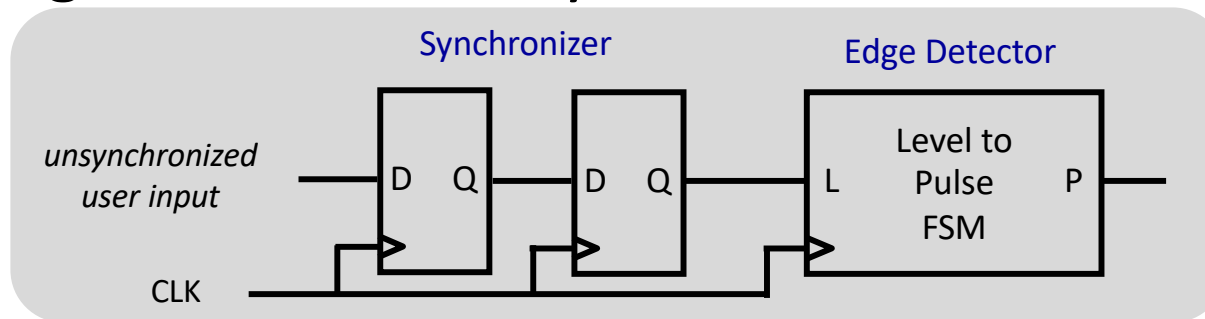 Synchronizer
Edge Detector
unsynchronized
user input
D Q
D Q
L
Level to
Pulse
FSM
P
CLK